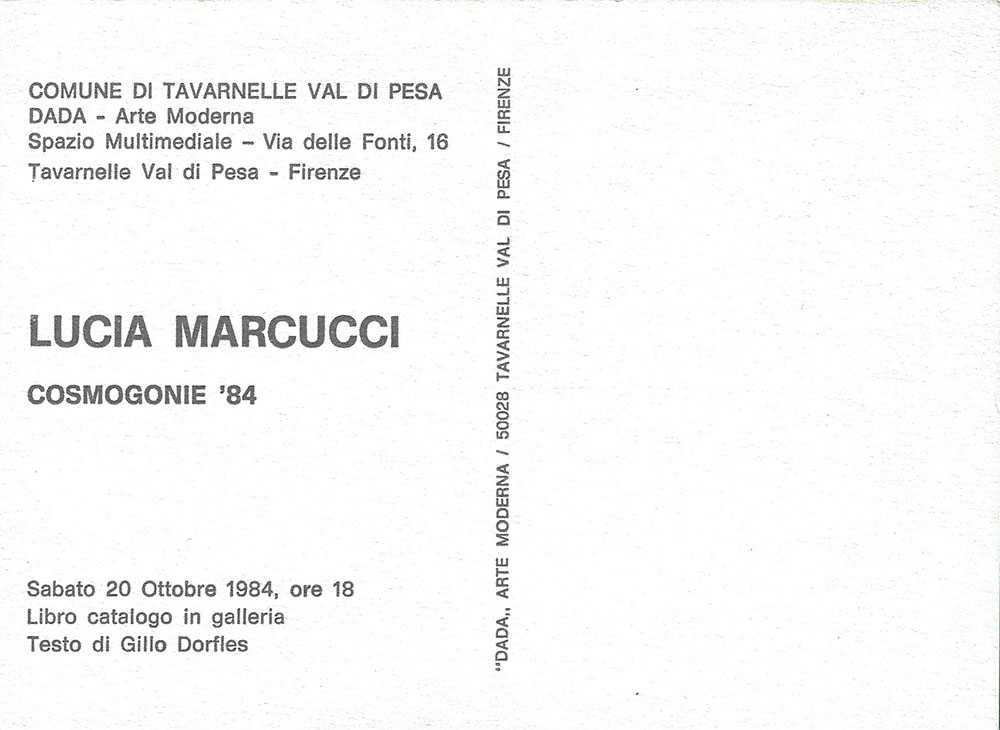 COMUNE DI TAVARNELLE VAL DI PESA
DADA - Arte Moderna
Spazio Multimediale – Via delle Fonti, 16
Tavarnelle Val di Pesa - Firenze
LUCIA MARCUCCI
COSMOGONIE '84
Sabato 20 Ottobre 1984, ore 18
Libro catalogo in galleria
Testo di Gillo Dorfles
“DADA„ ARTE MODERNA / 50028 TAVARNELLE VAL DI PESA / FIRENZE